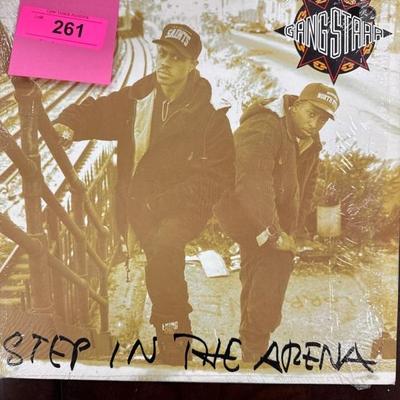 261
GANGSTARR
SAINTS
STEP IN THE ARENA